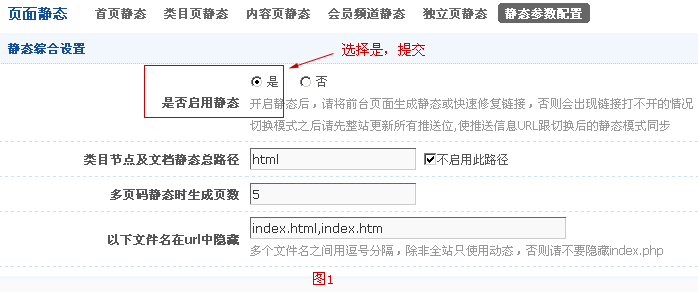 页面静态 首页静态 类目页静态 内容页静态 会员频道静态 独立页静态 静态参数配置
静态综合设置
选择是，提交
是 否
是否启用静态
开启静态后，请将前台页面生成静态或快速修复链接，否则会出现链接打不开的情况
切换模式之后请先整站更新所有推送位,使推送信息URL跟切换后的静态模式同步
类目节点及文档静态总路径 html 不启用此路径
多页码静态时生成页数 5
以下文件名在url中隐藏 index.html,index.htm
多个文件名之间用逗号分隔，除非全站只使用动态，否则请不要隐藏index.php
图1